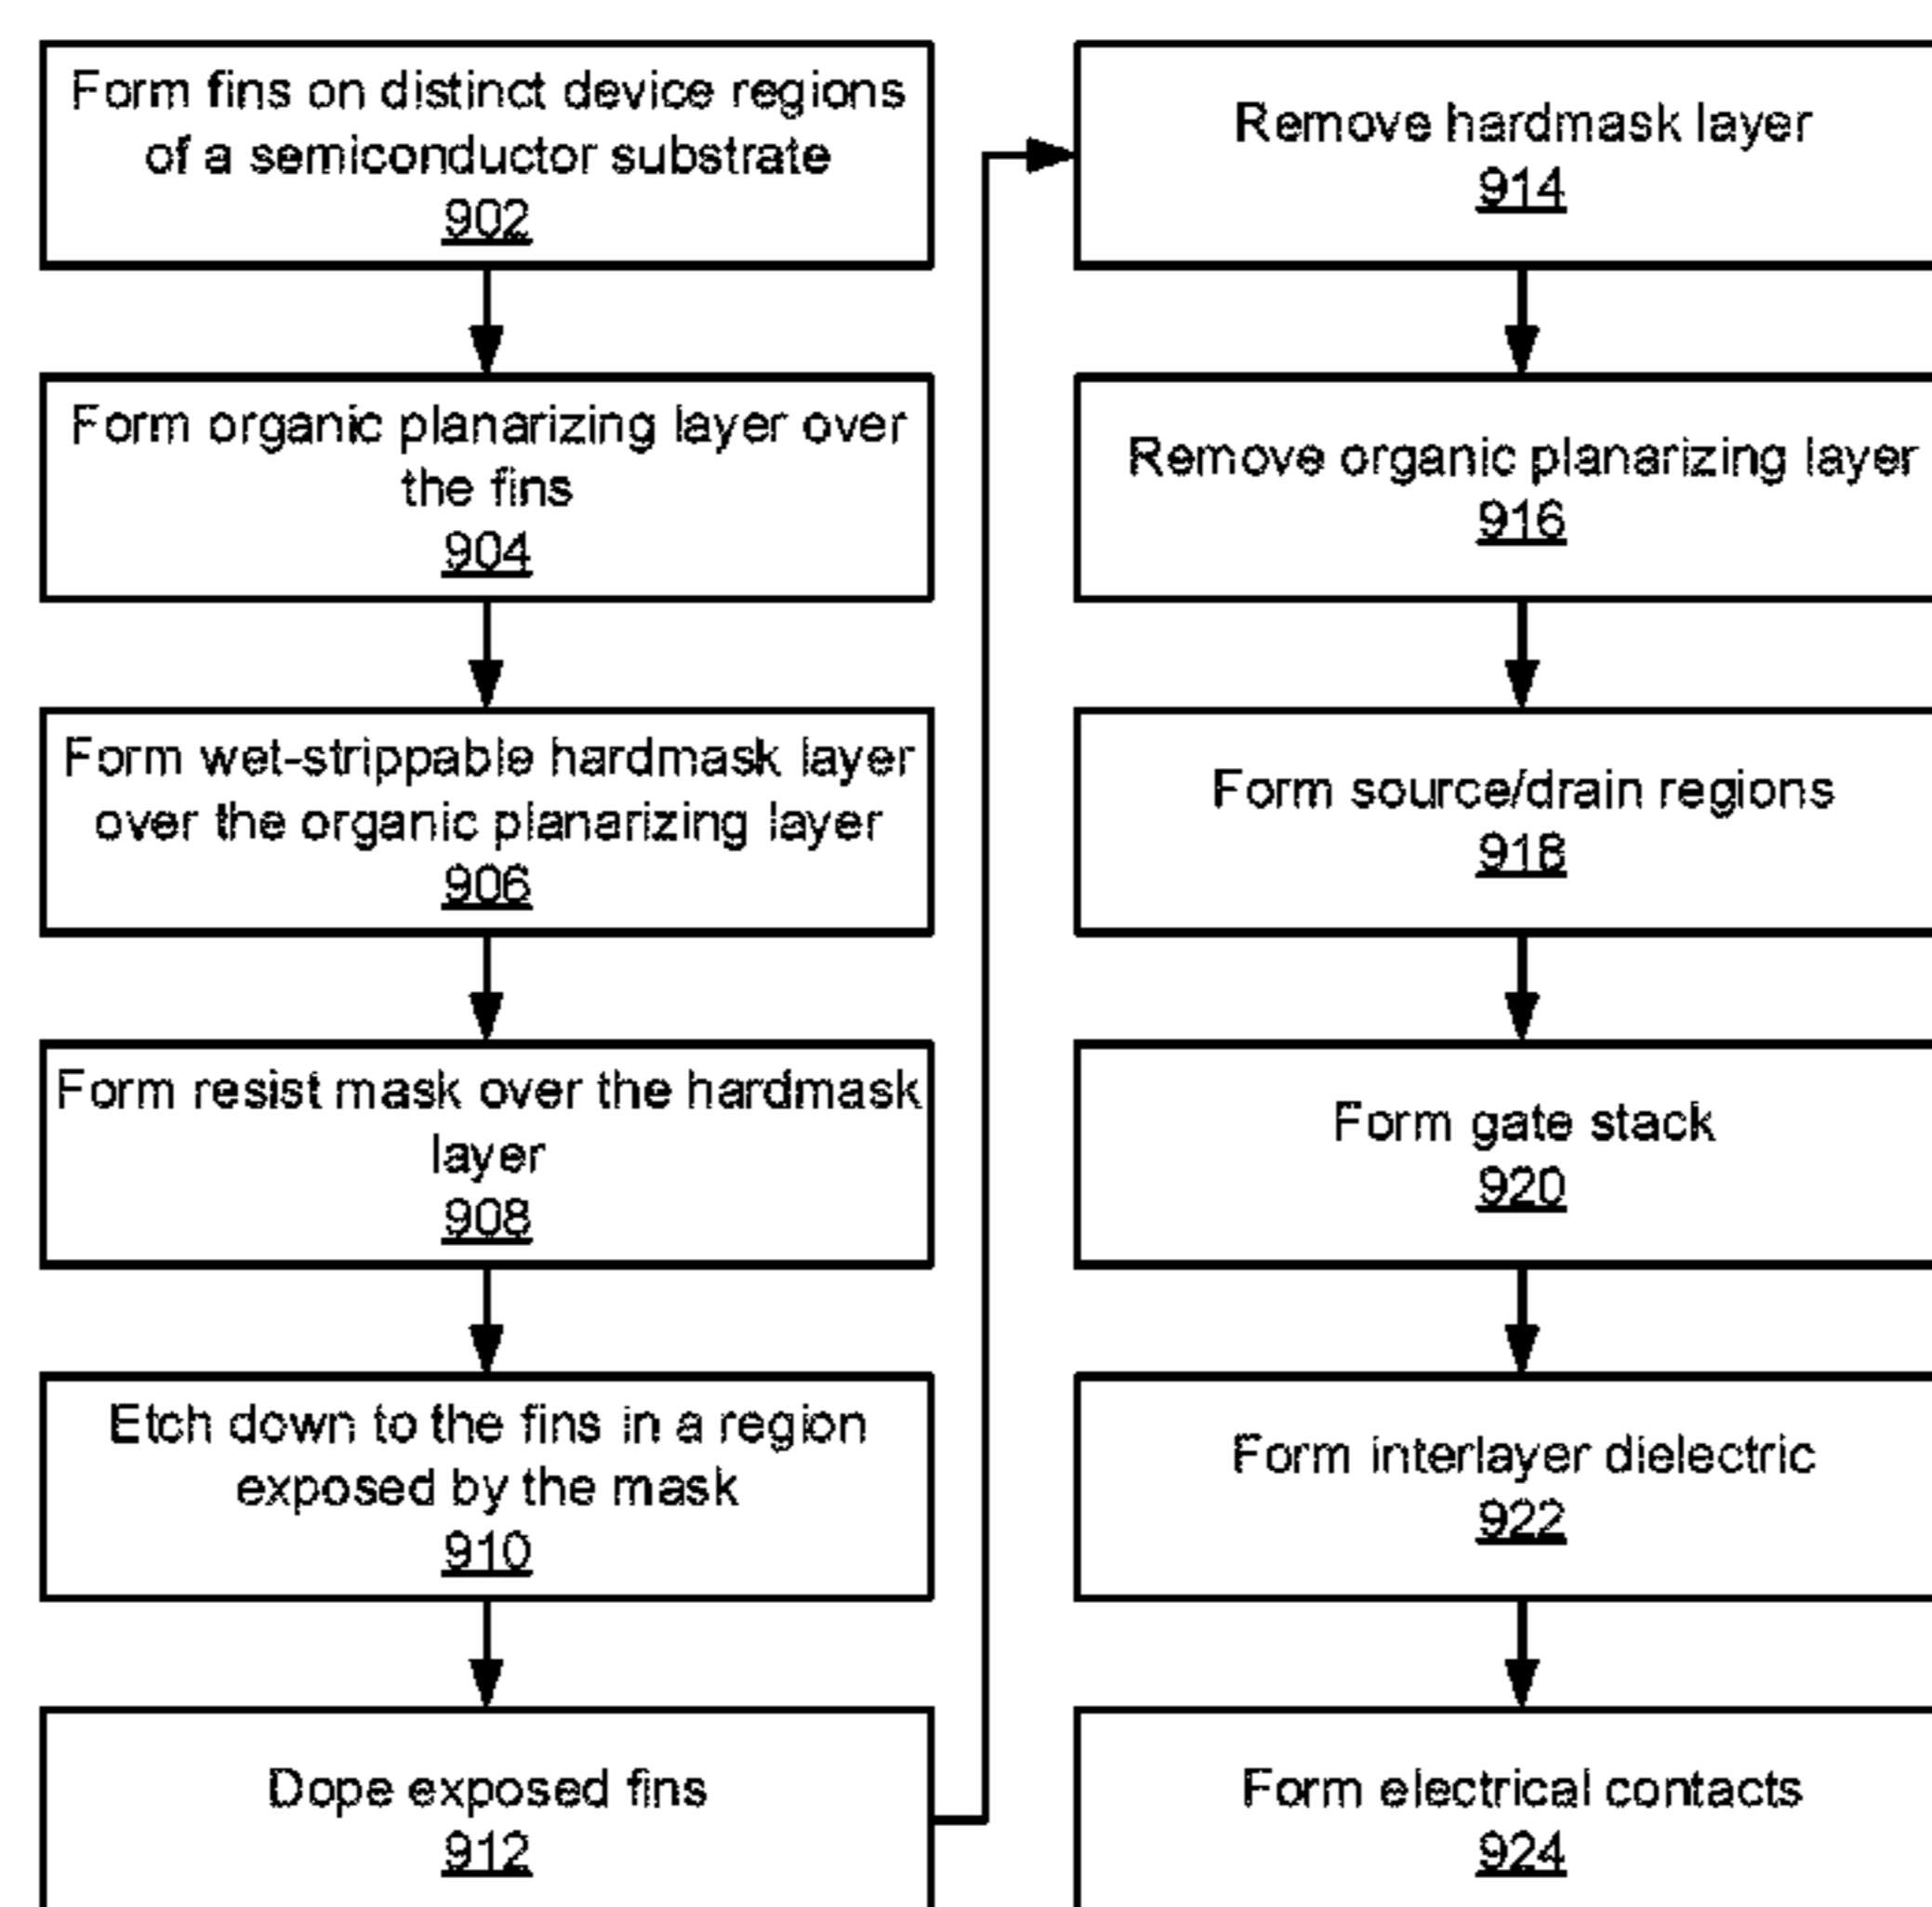 Form fins on distinct device regions
of a semiconductor substrate
902
Form organic planarizing layer over
the fins
904
Form wet-strippable hardmask layer
over the organic planarizing layer
906
Form resist mask over the hardmask
layer
908
Etch down to the fins in a region
exposed by the mask
910
Dope exposed fins
912
Remove hardmask layer
914
Remove organic planarizing layer
916
Form source/drain regions
918
Form gate stack
920
Form interlayer dielectric
922
Form electrical contacts
924